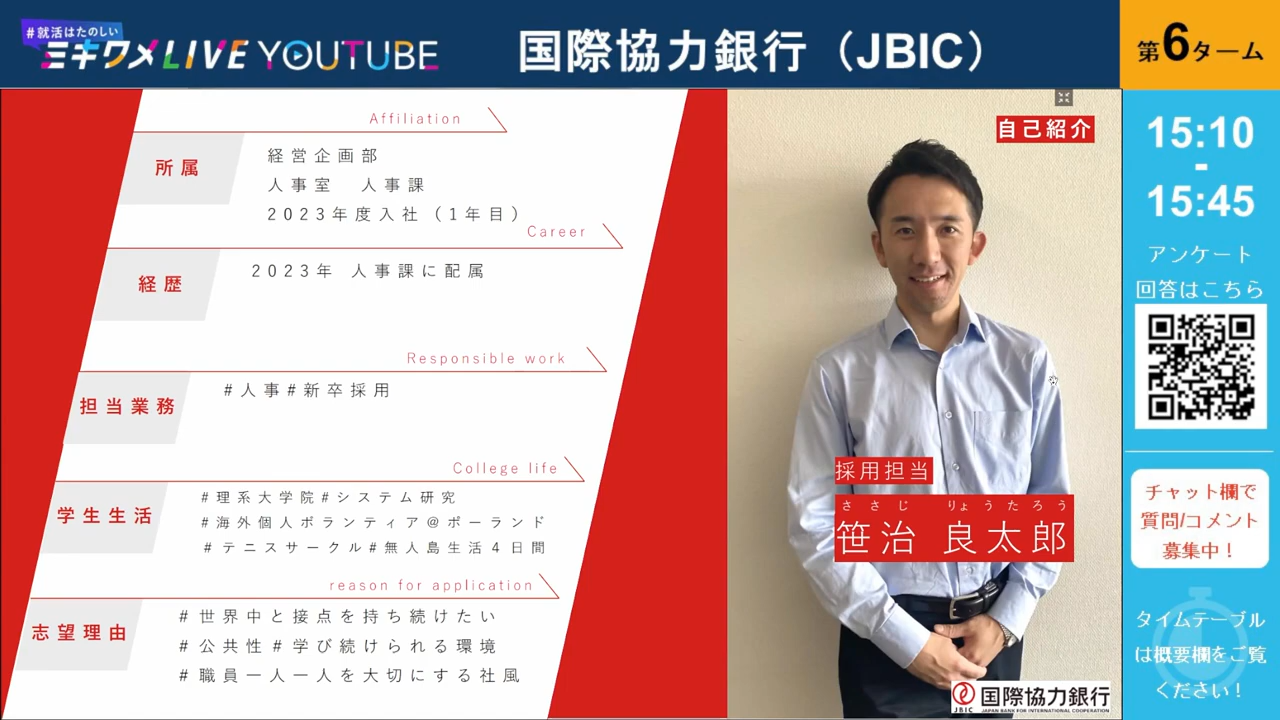 #就活はたのしい
ミキワメLIVE YOUTUBE
国際協力銀行（JBIC）
第6ターム
Affiliation
所属
経営企画部
人事室　人事課
2023年度入社（1年目）
Career
経歴
2023年 人事課に配属
Responsible work
担当業務
#人事#新卒採用
College life
学生生活
#理系大学院#システム研究
#海外個人ボランティア@ポーランド
#テニスサークル#無人島生活4日間
reason for application
志望理由
# 世界中と接点を持ち続けたい
# 公共性 # 学び続けられる環境
# 職員一人一人を大切にする社風
自己紹介
採用担当
ささじ　りょうたろう
笹治 良太郎
JBIC 国際協力銀行
JAPAN BANK FOR INTERNATIONAL COOPERATION
15:10
-
15:45
アンケート
回答はこちら
チャット欄で
質問/コメント
募集中！
タイムテーブル
は概要欄をご覧
ください！